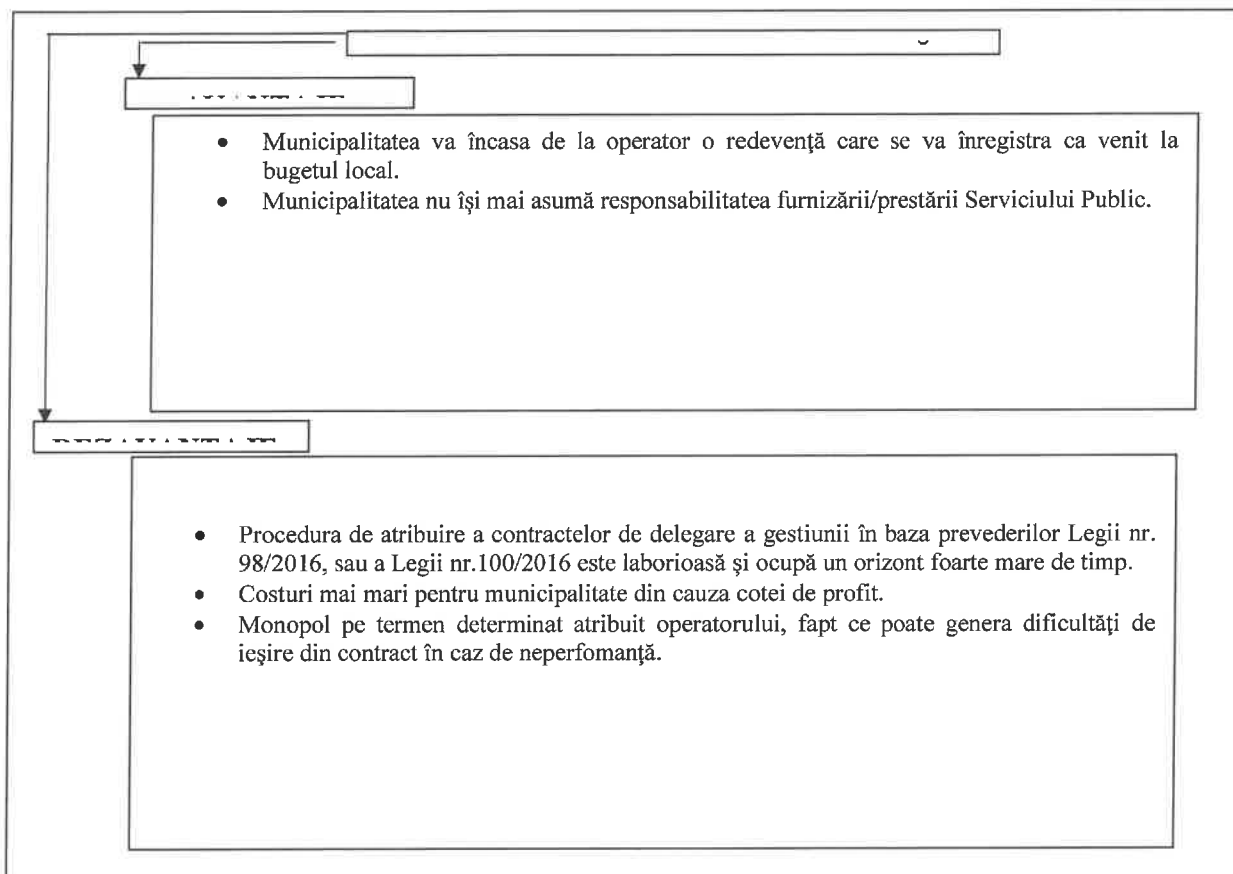 • Municipalitatea va încasa de la operator o redevenţă care se va înregistra ca venit la
bugetul local.
• Municipalitatea nu îşi mai asumă responsabilitatea furnizării/prestării Serviciului Public.
• Procedura de atribuire a contractelor de delegare a gestiunii în baza prevederilor Legii nr.
98/2016, sau a Legii nr.100/2016 este laborioasă şi ocupă un orizont foarte mare de timp.
• Costuri mai mari pentru municipalitate din cauza cotei de profit.
• Monopol pe termen determinat atribuit operatorului, fapt ce poate genera dificultăţi de
ieşire din contract în caz de neperfomanţă.